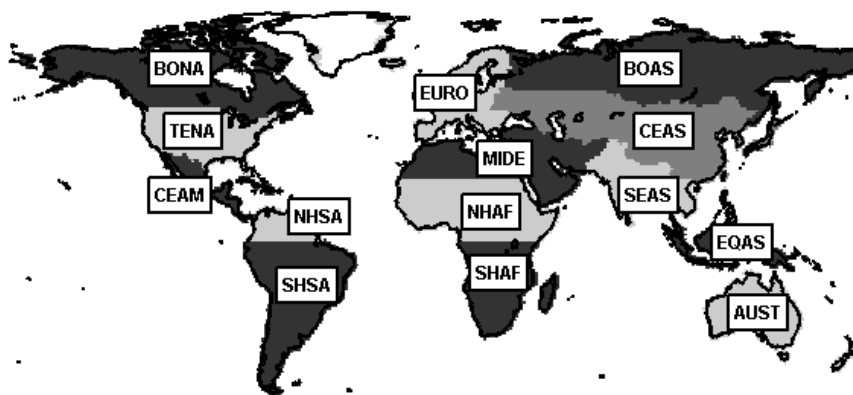 BONA
BOAS
EURO
TENA
CEAS
MIDE
CEAM
SEAS
NHSA
NHAF
EQAS
SHSA
SHAF
AUST